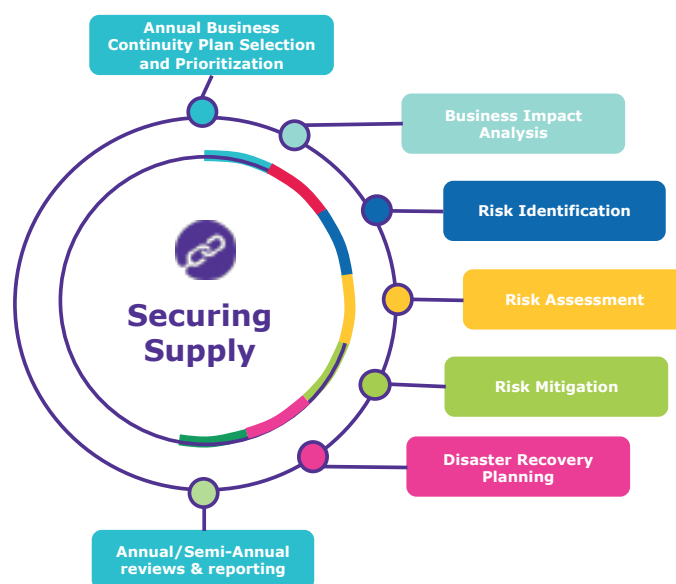 Annual Business
Continuity Plan Selection
and Prioritization
Business Impact
Analysis
Risk Identification
Securing
Supply
Risk Assessment
Risk Mitigation
Disaster Recovery
Planning
Annual/Semi-Annual
reviews & reporting